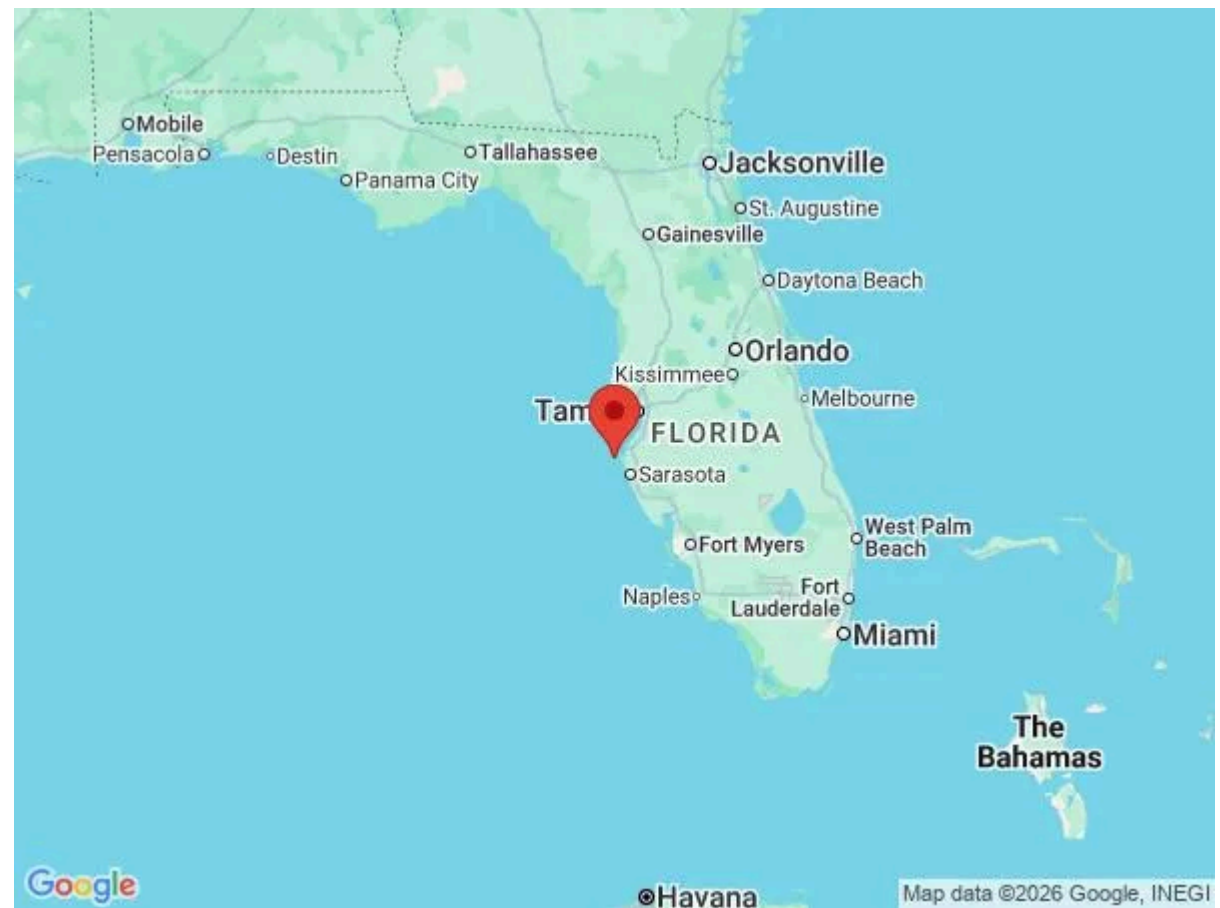 Mobile
Pensacola
Destin
Tallahassee
Panama City
Jacksonville
St. Augustine
Gainesville
Daytona Beach
Orlando
Kissimmee
Melbourne
Tam
FLORIDA
Sarasota
West Palm
Beach
Fort Myers
Naples
Fort
Lauderdale
Miami
The
Bahamas
Havana
Google
Map data ©2026 Google, INEGI